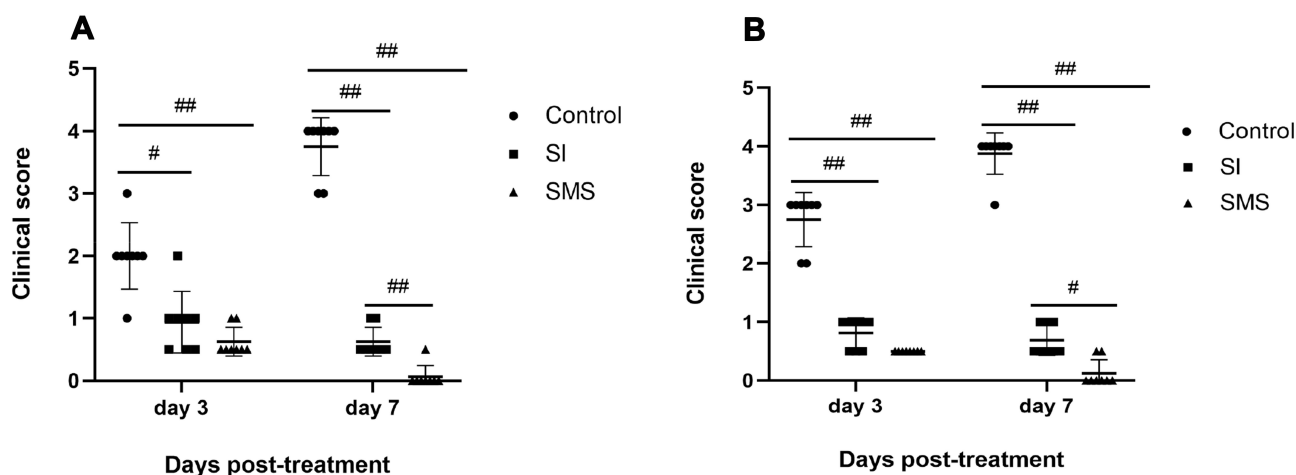 A
Clinical score
5
4
3
2
1
0
##
#
##
##
##
day 3
day 7
Days post-treatment
Control
SI
SMS
B
Clinical score
5
4
3
2
1
0
##
##
##
##
#
day 3
day 7
Days post-treatment
Control
SI
SMS